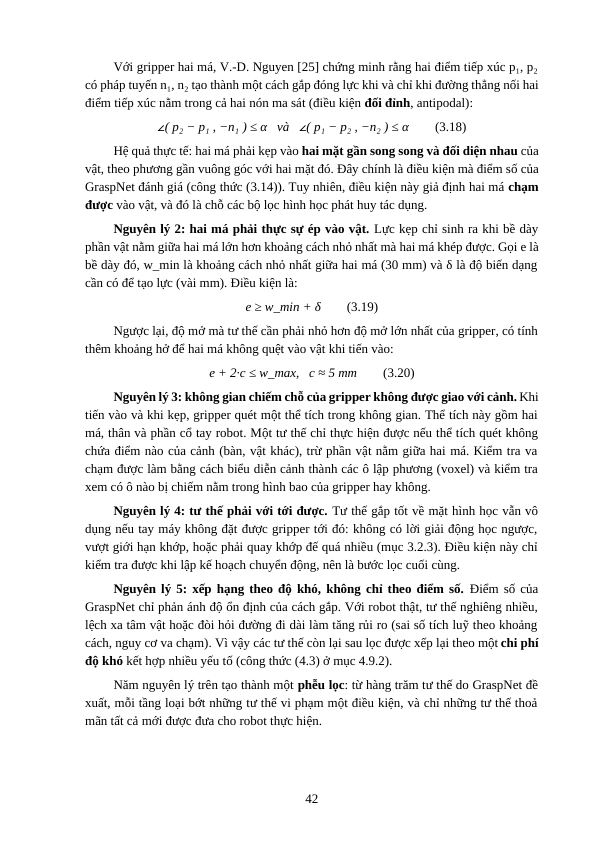 Với gripper hai má, V.-D. Nguyen [25] chứng minh rằng hai điểm tiếp xúc p₁, p₂
có pháp tuyến n₁, n₂ tạo thành một cách gắp đóng lực khi và chỉ khi đường thẳng nối hai
điểm tiếp xúc nằm trong cả hai nón ma sát (điều kiện đối đỉnh, antipodal):
∠( p₂ − p₁ , −n₁ ) ≤ α và ∠( p₁ − p₂ , −n₂ ) ≤ α (3.18)
Hệ quả thực tế: hai má phải kẹp vào hai mặt gần song song và đối diện nhau của
vật, theo phương gần vuông góc với hai mặt đó. Đây chính là điều kiện mà điểm số của
GraspNet đánh giá (công thức (3.14)). Tuy nhiên, điều kiện này giả định hai má chạm
được vào vật, và đó là chỗ các bộ lọc hình học phát huy tác dụng.
Nguyên lý 2: hai má phải thực sự ép vào vật. Lực kẹp chỉ sinh ra khi bề dày
phần vật nằm giữa hai má lớn hơn khoảng cách nhỏ nhất mà hai má khép được. Gọi e là
bề dày đó, w_min là khoảng cách nhỏ nhất giữa hai má (30 mm) và δ là độ biến dạng
cần có để tạo lực (vài mm). Điều kiện là:
e ≥ w_min + δ (3.19)
Ngược lại, độ mở mà tư thế cần phải nhỏ hơn độ mở lớn nhất của gripper, có tính
thêm khoảng hở để hai má không quệt vào vật khi tiến vào:
e + 2·c ≤ w_max, c ≈ 5 mm (3.20)
Nguyên lý 3: không gian chiếm chỗ của gripper không được giao với cảnh. Khi
tiến vào và khi kẹp, gripper quét một thể tích trong không gian. Thể tích này gồm hai
má, thân và phần cổ tay robot. Một tư thế chỉ thực hiện được nếu thể tích quét không
chứa điểm nào của cảnh (bàn, vật khác), trừ phần vật nằm giữa hai má. Kiểm tra va
chạm được làm bằng cách biểu diễn cảnh thành các ô lập phương (voxel) và kiểm tra
xem có ô nào bị chiếm nằm trong hình bao của gripper hay không.
Nguyên lý 4: tư thế phải với tới được. Tư thế gắp tốt về mặt hình học vẫn vô
dụng nếu tay máy không đặt được gripper tới đó: không có lời giải động học ngược,
vượt giới hạn khớp, hoặc phải quay khớp đế quá nhiều (mục 3.2.3). Điều kiện này chỉ
kiểm tra được khi lập kế hoạch chuyển động, nên là bước lọc cuối cùng.
Nguyên lý 5: xếp hạng theo độ khó, không chỉ theo điểm số. Điểm số của
GraspNet chỉ phản ánh độ ổn định của cách gắp. Với robot thật, tư thế nghiêng nhiều,
lệch xa tâm vật hoặc đòi hỏi đường đi dài làm tăng rủi ro (sai số tích luỹ theo khoảng
cách, nguy cơ va chạm). Vì vậy các tư thế còn lại sau lọc được xếp lại theo một chi phí
độ khó kết hợp nhiều yếu tố (công thức (4.3) ở mục 4.9.2).
Năm nguyên lý trên tạo thành một phễu lọc: từ hàng trăm tư thế do GraspNet đề
xuất, mỗi tầng loại bớt những tư thế vi phạm một điều kiện, và chỉ những tư thế thoả
mãn tất cả mới được đưa cho robot thực hiện.
42